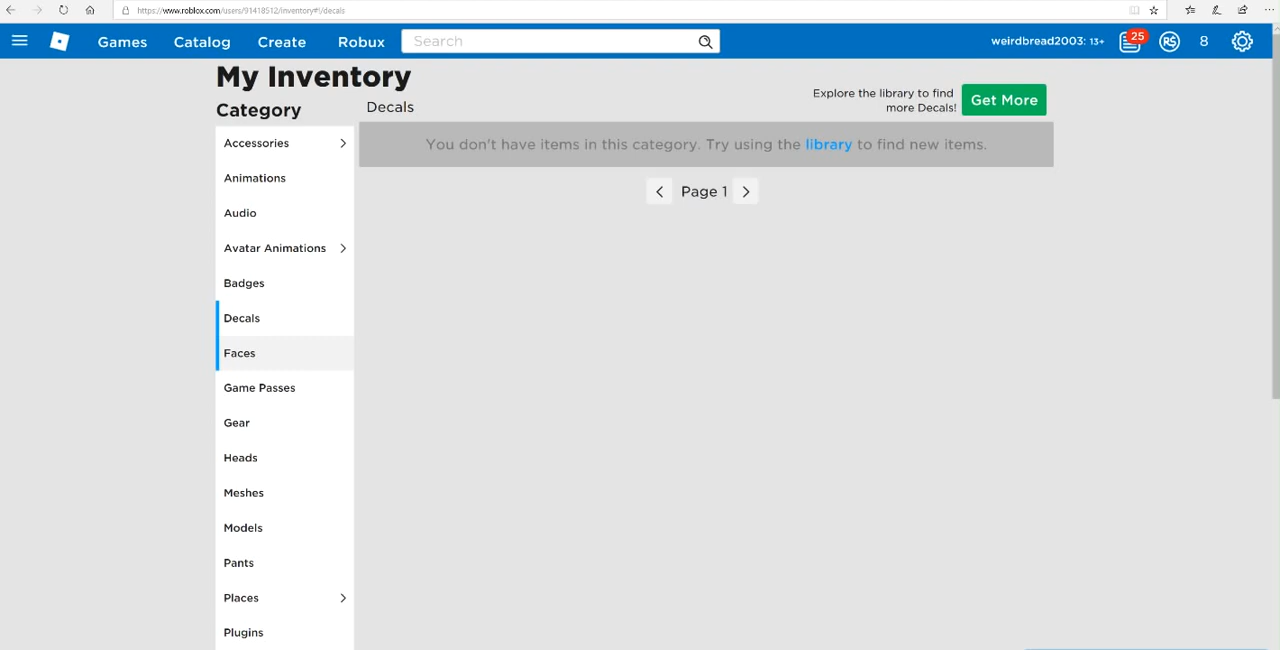 https://www.roblox.com/users/91418512/inventory#!/decals
Games Catalog Create Robux Search weirdbread2003: 13+ 25 R$ 8
My Inventory
Category
Decals
Explore the library to find
more Decals!
Get More
You don't have items in this category. Try using the library to find new items.
Page 1
Accessories
Animations
Audio
Avatar Animations
Badges
Decals
Faces
Game Passes
Gear
Heads
Meshes
Models
Pants
Places
Plugins